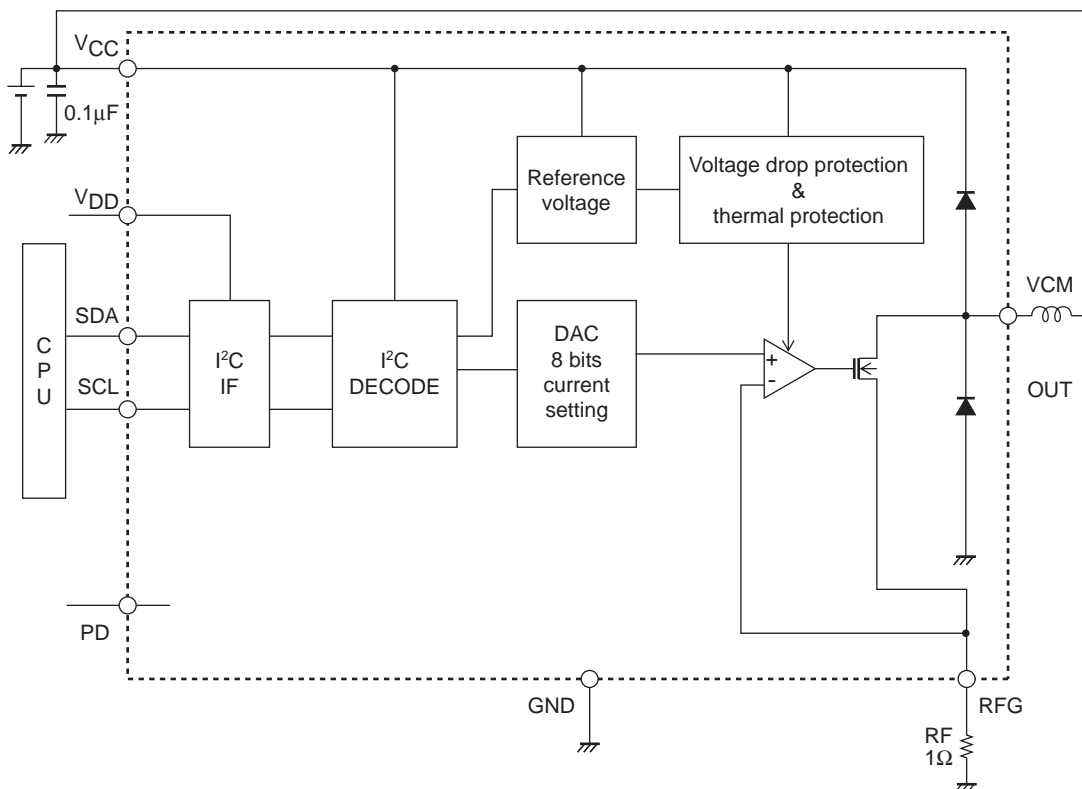 VCC
0.1μF
VDD
Reference
voltage
Voltage drop protection
&
thermal protection
CPU
SDA
SCL
I²C
IF
I²C
DECODE
DAC
8 bits
current
setting
+
-
VCM
OUT
PD
GND
RFG
RF
1Ω